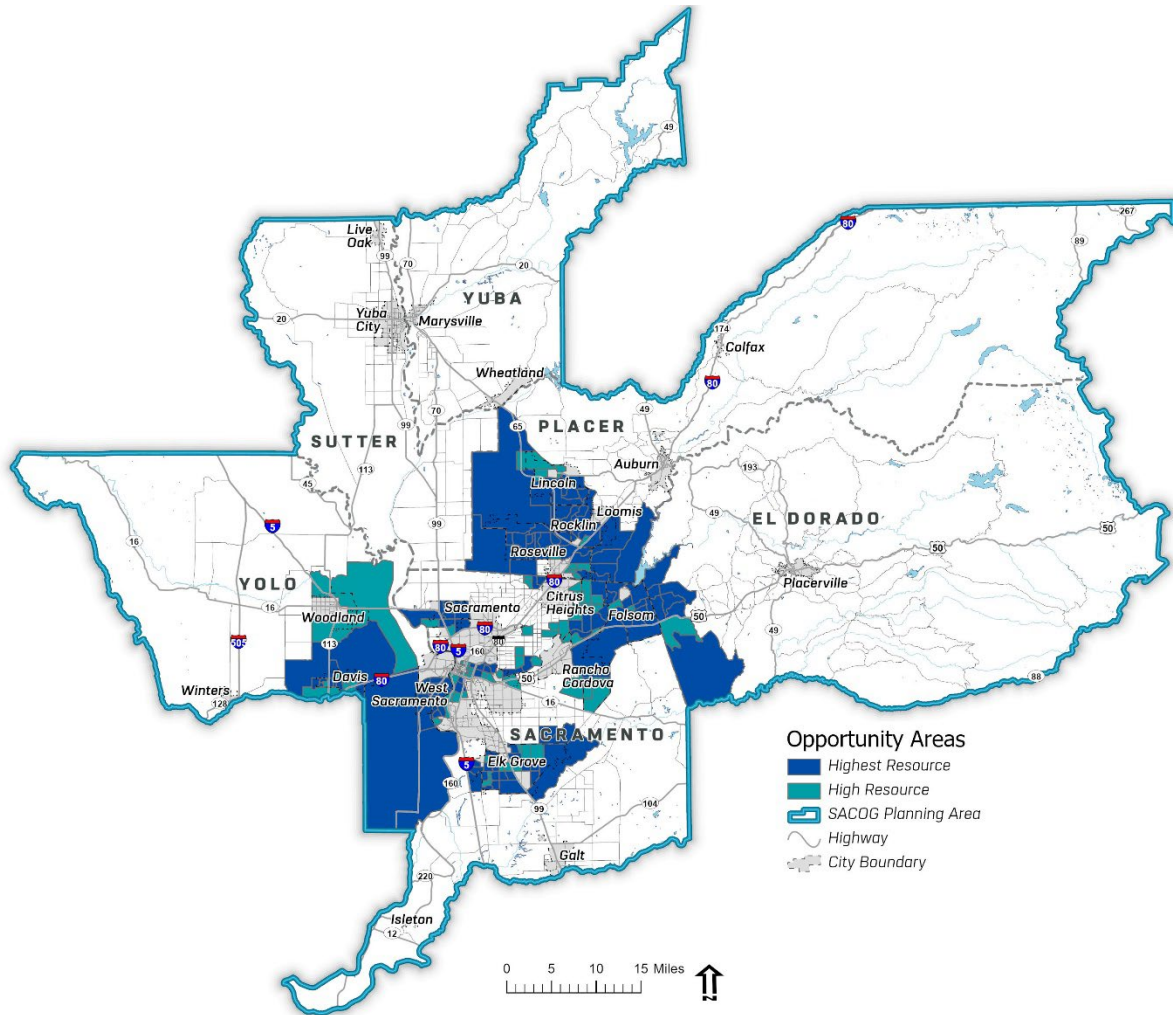 49
267
80
89
Live
Oak
99
70
20
YUBA
174
Yuba
City
Marysville
20
Colfax
80
Wheatland
49
70
99
65
PLACER
SUTTER
Auburn
113
193
45
Lincoln
Loomis
49
EL DORADO
5
99
Rocklin
50
16
Roseville
50
YOLO
80
Placerville
Sacramento
Citrus
Heights
16
Woodland
80
Folsom
50
49
505
113
80
5
160
80
Rancho
Cordova
Davis
80
50
88
Winters
128
West
Sacramento
16
SACRAMENTO
Elk Grove
5
160
99
104
Galt
220
Isleton
12
Opportunity Areas
Highest Resource
High Resource
SACOG Planning Area
Highway
City Boundary
0 5 10 15 Miles
N